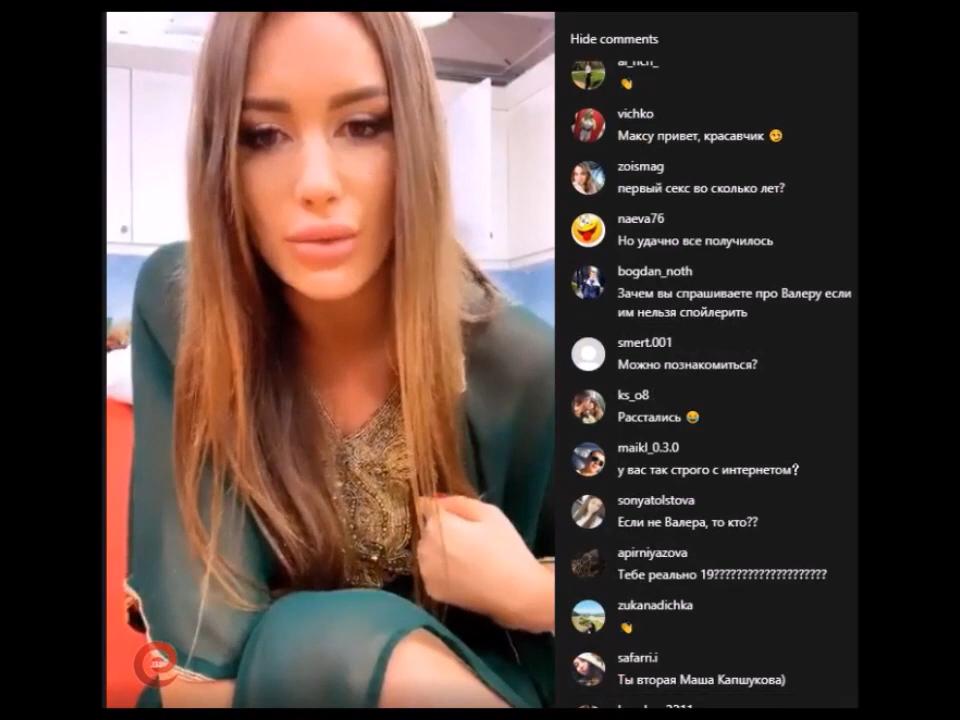 Hide comments
ai_rich_
vichko
Максу привет, красавчик
zoismag
первый секс во сколько лет?
naeva76
Но удачно все получилось
bogdan_noth
Зачем вы спрашиваете про Валеру если
им нельзя спойлерить
smert.001
Можно познакомиться?
ks_o8
Расстались
maikl_0.3.0
у вас так строго с интернетом?
sonyatolstova
Если не Валера, то кто??
apirniyazova
Тебе реально 19????????????????????
zukanadichka
safarri.i
Ты вторая Маша Капшукова)